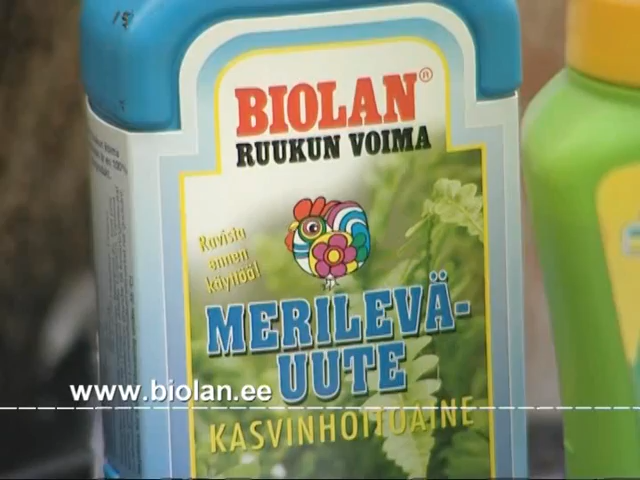 BIOLAN®
RUUKUN VOIMA
Ravista
ennen
käyttöä!
MERILEVÄ-
UUTE
www.biolan.ee
KASVINHOITOAINE